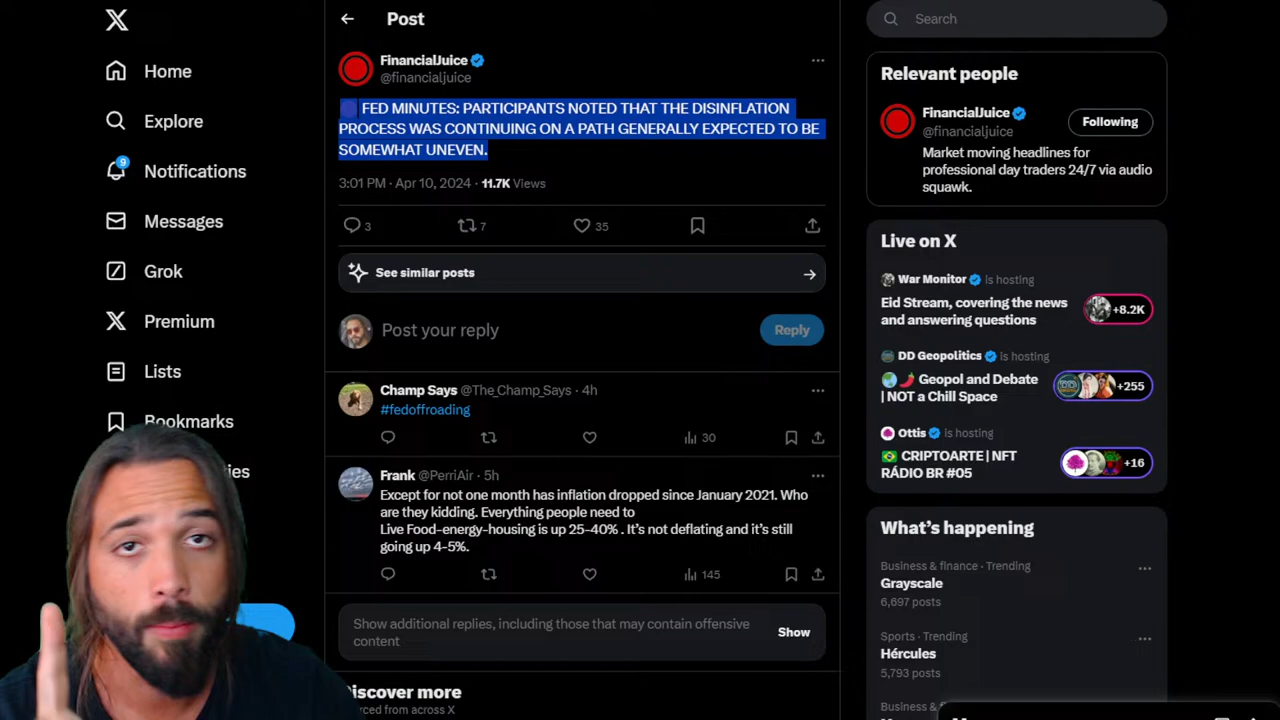 Home
Explore
9
Notifications
Messages
Grok
Premium
Lists
Bookmarks
Post
FinancialJuice
@financialjuice
FED MINUTES: PARTICIPANTS NOTED THAT THE DISINFLATION
PROCESS WAS CONTINUING ON A PATH GENERALLY EXPECTED TO BE
SOMEWHAT UNEVEN.
3:01 PM · Apr 10, 2024 · 11.7K Views
3 7 35
See similar posts
Post your reply
Reply
Champ Says @The_Champ_Says · 4h
#fedoffroading
30
Frank @PerriAir · 5h
Except for not one month has inflation dropped since January 2021. Who
are they kidding. Everything people need to
Live Food-energy-housing is up 25-40% . It's not deflating and it's still
going up 4-5%.
145
Show additional replies, including those that may contain offensive
content
Show
Discover more
Search
Relevant people
FinancialJuice
@financialjuice
Following
Market moving headlines for
professional day traders 24/7 via audio
squawk.
Live on X
War Monitor is hosting
Eid Stream, covering the news
and answering questions
+8.2K
DD Geopolitics is hosting
Geopol and Debate
| NOT a Chill Space
+255
Ottis is hosting
CRIPTOARTE | NFT
RÁDIO BR #05
+16
What's happening
Business & finance · Trending
Grayscale
6,697 posts
Sports · Trending
Hércules
5,793 posts